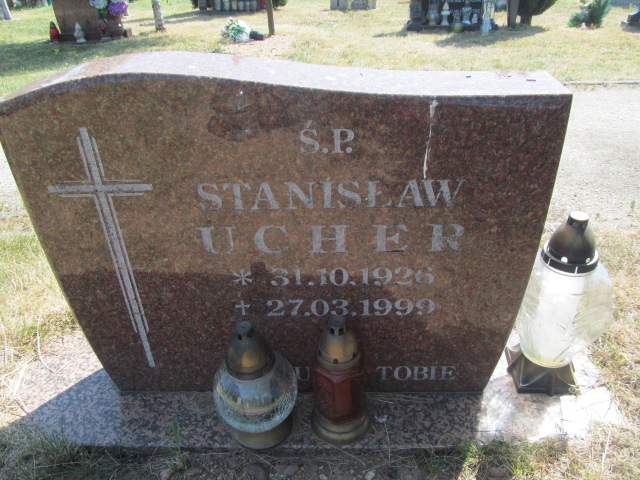 Ś.P.
STANISŁAW
UCHER
* 31.10.1926
✝ 27.03.1999
TOBIE